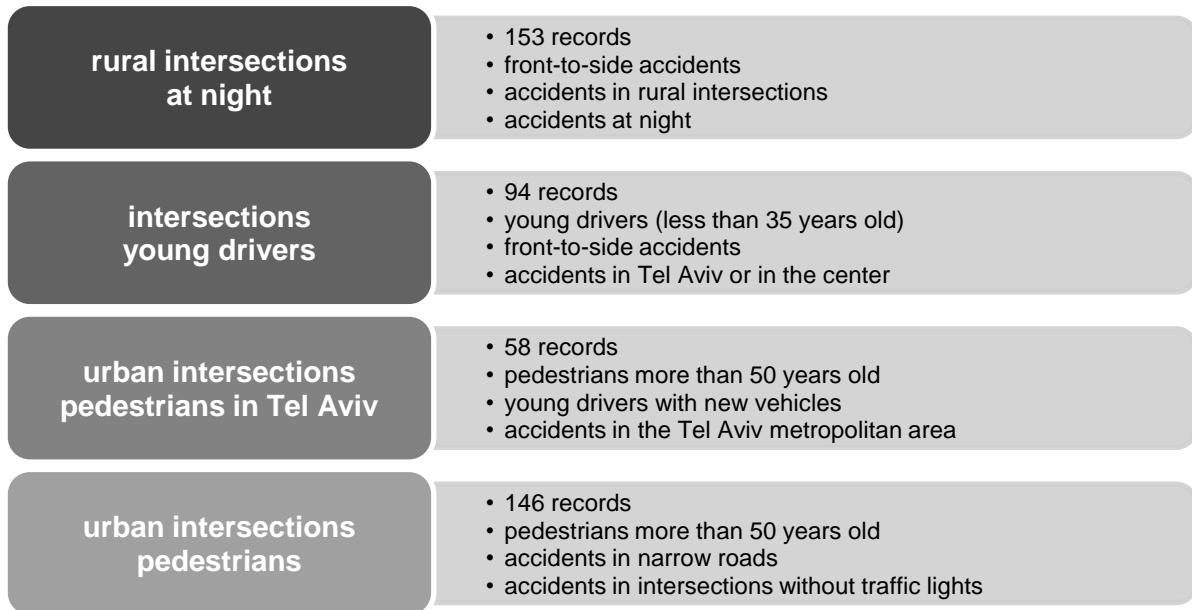 rural intersections
at night
• 153 records
• front-to-side accidents
• accidents in rural intersections
• accidents at night
intersections
young drivers
• 94 records
• young drivers (less than 35 years old)
• front-to-side accidents
• accidents in Tel Aviv or in the center
urban intersections
pedestrians in Tel Aviv
• 58 records
• pedestrians more than 50 years old
• young drivers with new vehicles
• accidents in the Tel Aviv metropolitan area
urban intersections
pedestrians
• 146 records
• pedestrians more than 50 years old
• accidents in narrow roads
• accidents in intersections without traffic lights